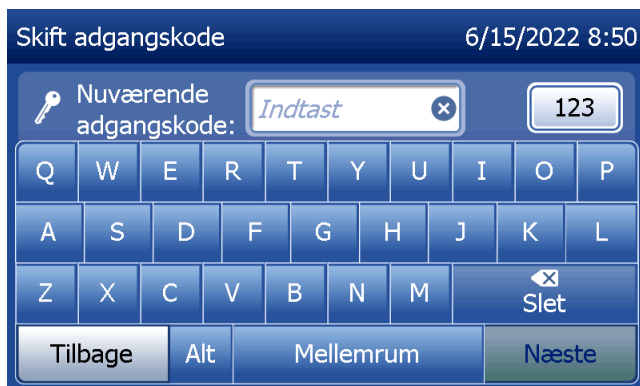 Skift adgangskode 6/15/2022 8:50
Nuværende
adgangskode: Indtast 123
Q W E R T Y U I O P
A S D F G H J K L
Z X C V B N M Slet
Tilbage Alt Mellemrum Næste